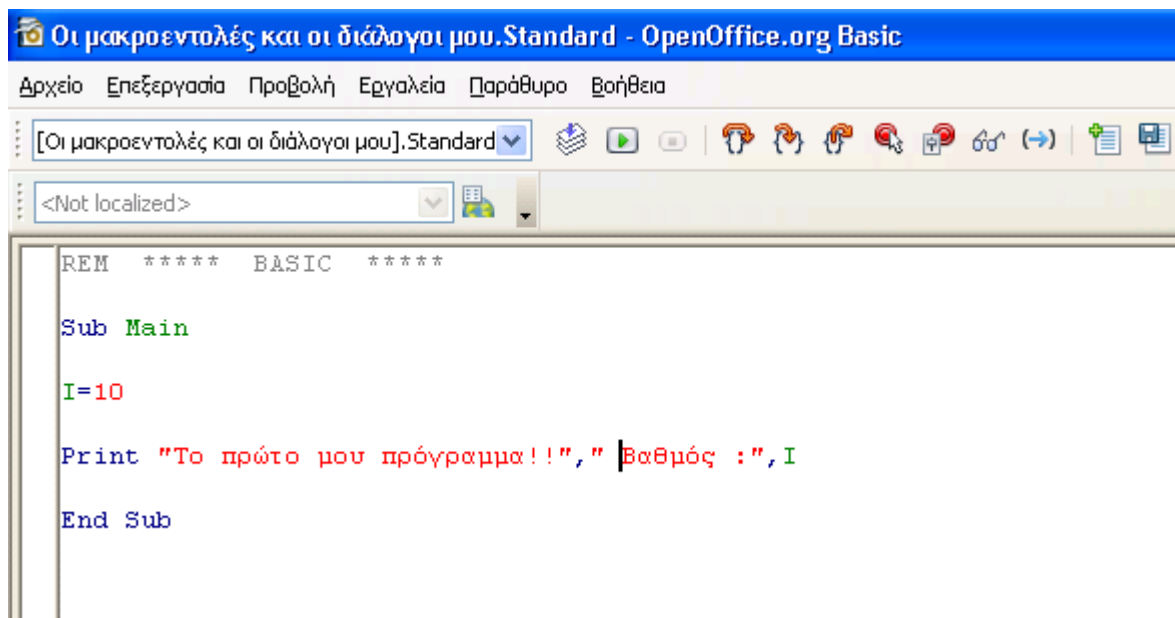 Οι μακροεντολές και οι διάλογοι μου.Standard - OpenOffice.org Basic
Αρχείο Επεξεργασία Προβολή Εργαλεία Παράθυρο Βοήθεια
[Οι μακροεντολές και οι διάλογοι μου].Standard
<Not localized>
REM ***** BASIC *****
Sub Main
I=10
Print "Το πρώτο μου πρόγραμμα!!"," Βαθμός :",I
End Sub